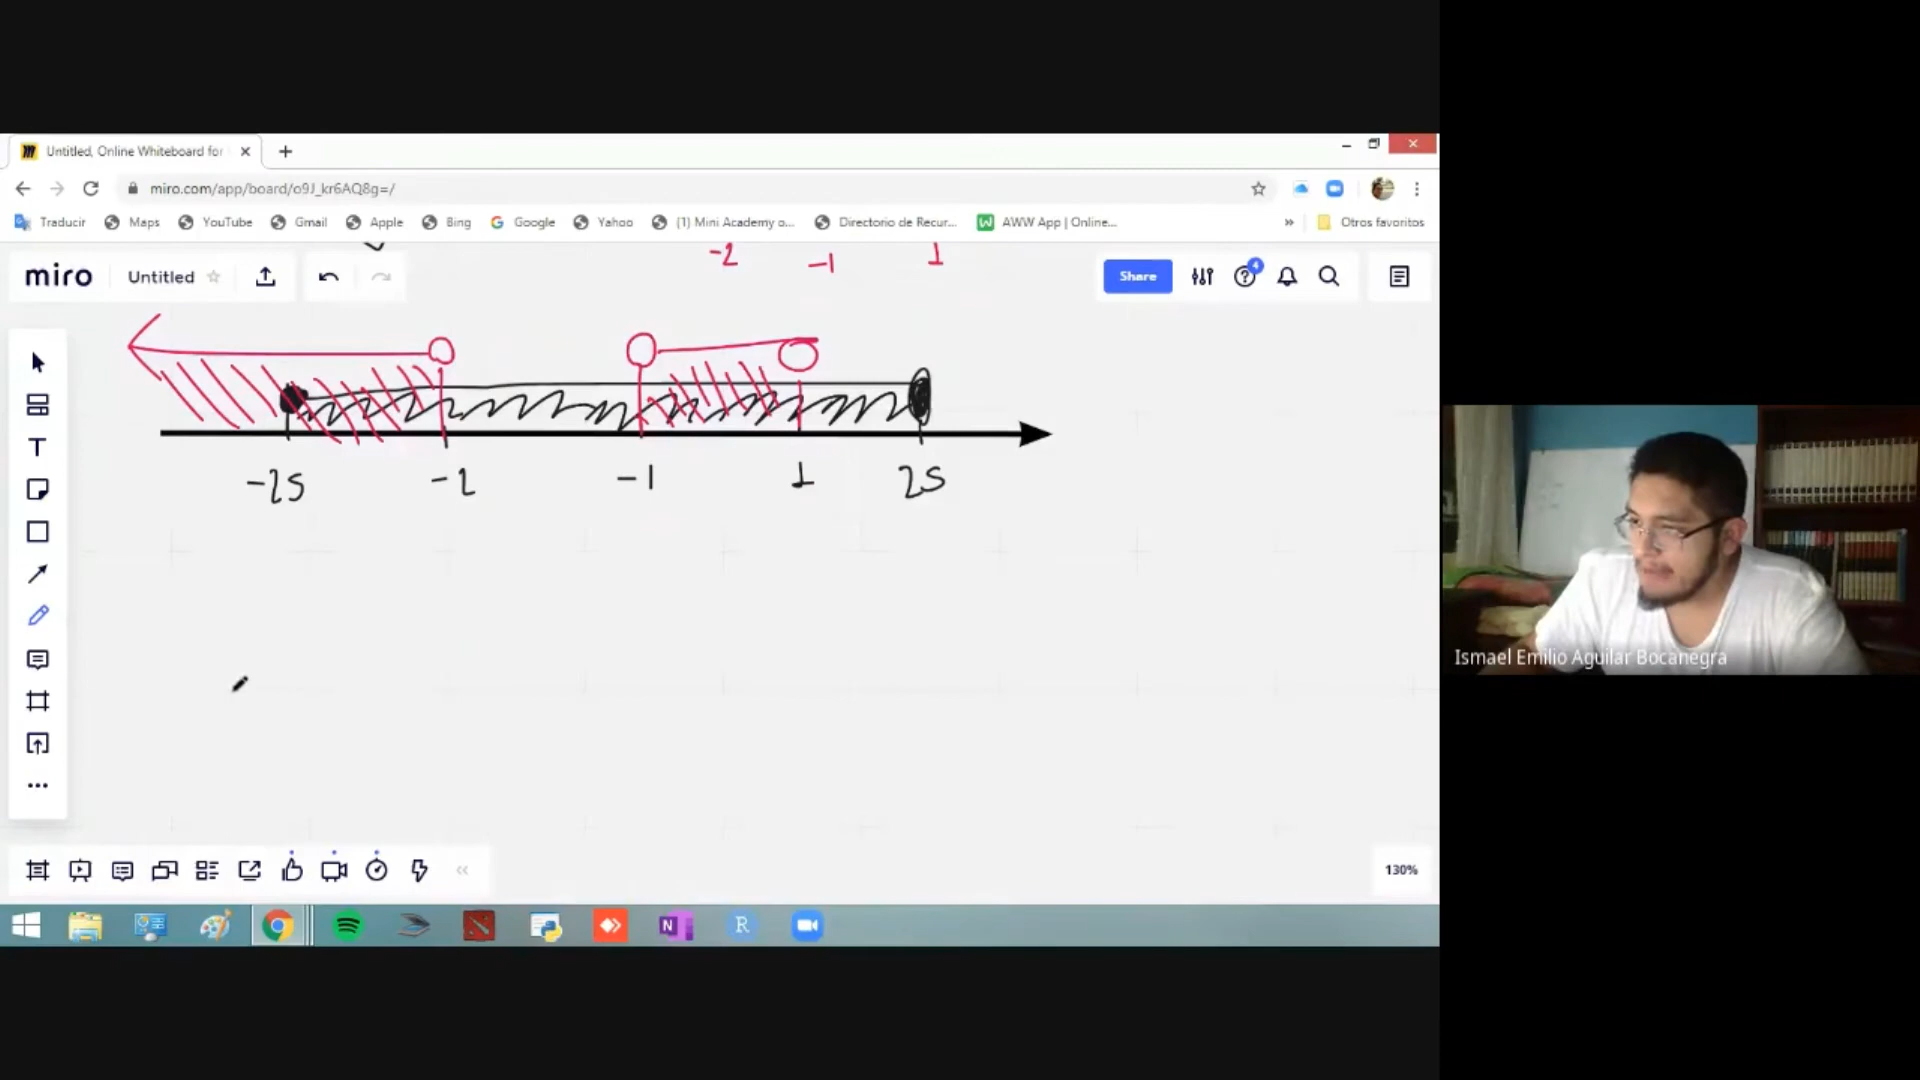 Untitled, Online Whiteboard for
miro.com/app/board/o9J_kr6AQ8g=/
Traducir Maps YouTube Gmail Apple Bing Google Yahoo (1) Mini Academy o... Directorio de Recur... AWW App | Online... » Otros favoritos
-2 -1 1
miro Untitled Share 4
-25 -2 -1 1 25
Ismael Emilio Aguilar Bocanegra
130%